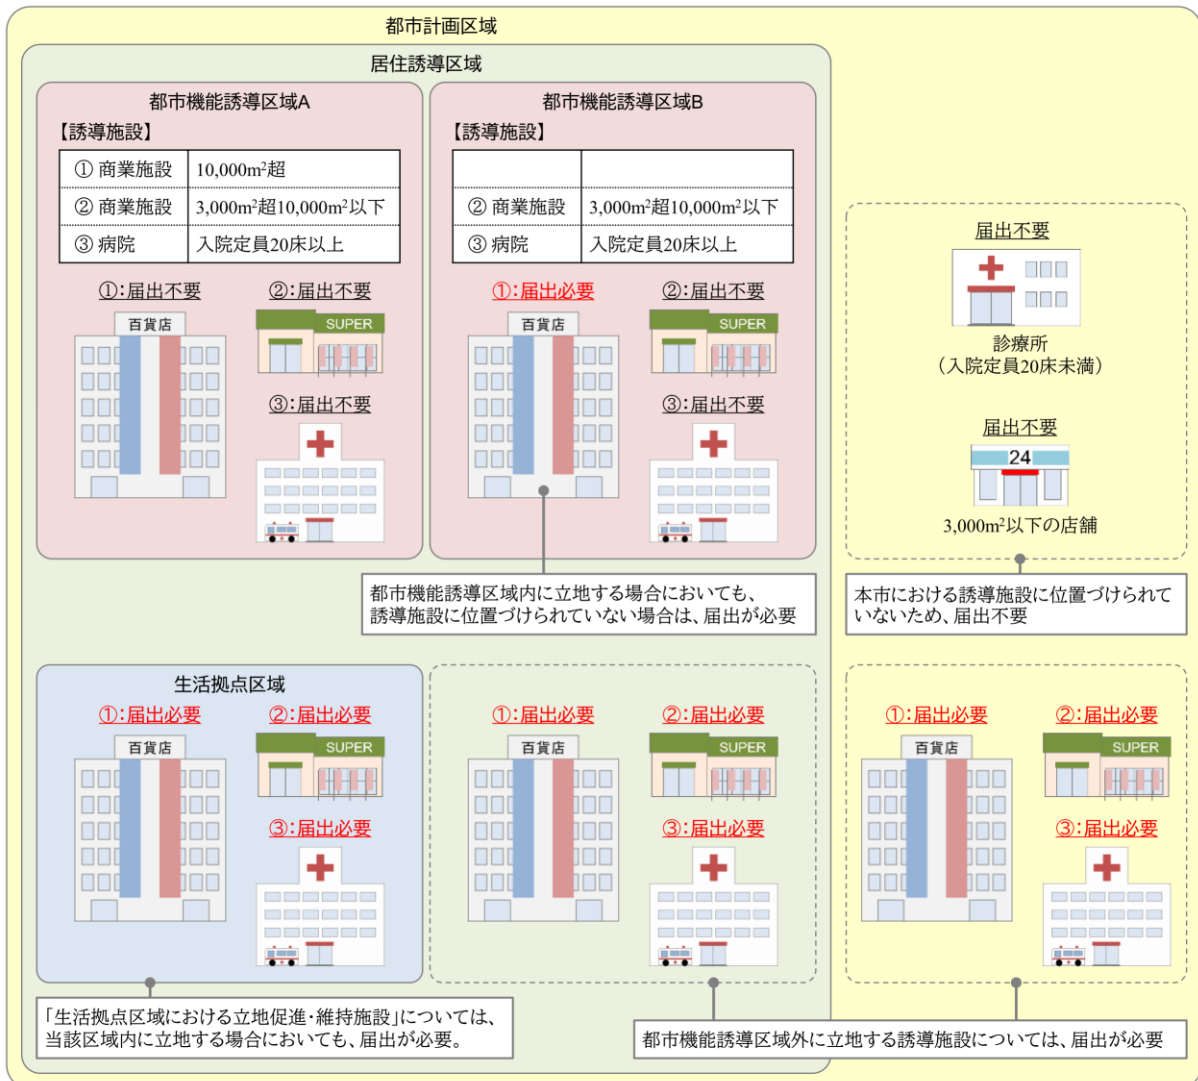 都市計画区域
居住誘導区域
都市機能誘導区域A
【誘導施設】
① 商業施設 10,000m²超
② 商業施設 3,000m²超10,000m²以下
③ 病院 入院定員20床以上
①：届出不要
百貨店
②：届出不要
SUPER
③：届出不要
都市機能誘導区域B
【誘導施設】
② 商業施設 3,000m²超10,000m²以下
③ 病院 入院定員20床以上
①：届出必要
百貨店
②：届出不要
SUPER
③：届出不要
都市機能誘導区域内に立地する場合においても、
誘導施設に位置づけられていない場合は、届出が必要
届出不要
診療所
（入院定員20床未満）
届出不要
24
3,000m²以下の店舗
本市における誘導施設に位置づけられて
いないため、届出不要
生活拠点区域
①：届出必要
百貨店
②：届出必要
SUPER
③：届出必要
「生活拠点区域における立地促進・維持施設」については、
当該区域内に立地する場合においても、届出が必要。
①：届出必要
百貨店
②：届出必要
SUPER
③：届出必要
①：届出必要
百貨店
②：届出必要
SUPER
③：届出必要
都市機能誘導区域外に立地する誘導施設については、届出が必要